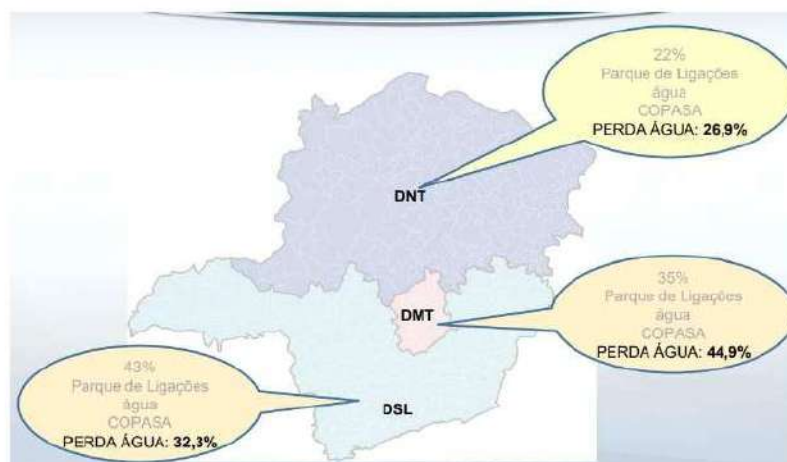 22%
Parque de Ligações
água
COPASA
PERDA ÁGUA: 26,9%
DNT
35%
Parque de Ligações
água
COPASA
PERDA ÁGUA: 44,9%
DMT
43%
Parque de Ligações
água
COPASA
PERDA ÁGUA: 32,3%
DSL